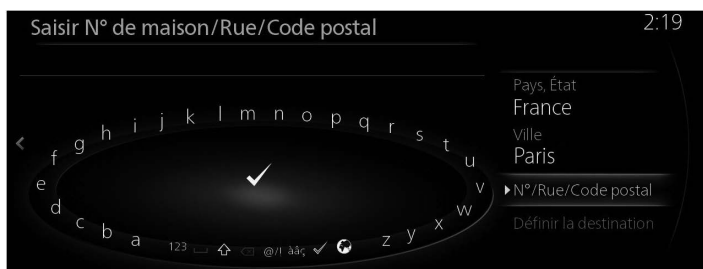 Saisir N° de maison/Rue/Code postal
2:19
Pays, État
France
Ville
Paris
N°/Rue/Code postal
Définir la destination
a b c d e f g h i j k l m n o p q r s t u v w x y z
123 @/! àâç